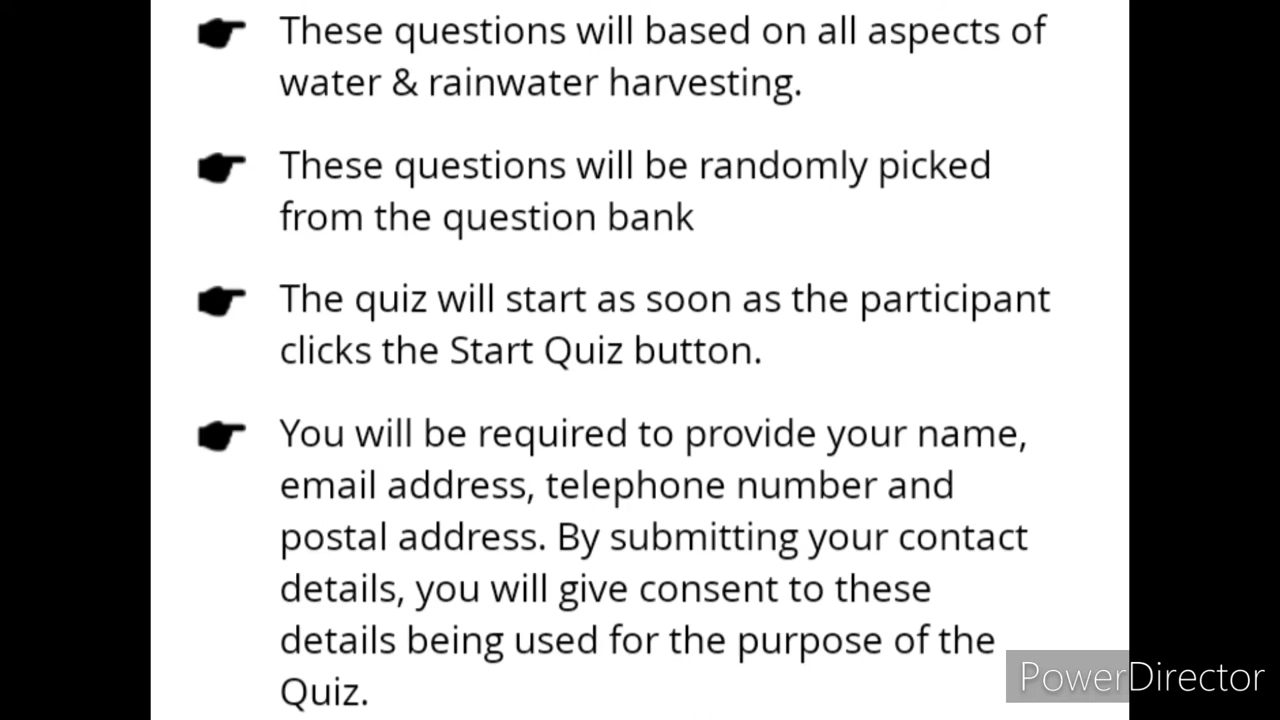 These questions will based on all aspects of
water & rainwater harvesting.
These questions will be randomly picked
from the question bank
The quiz will start as soon as the participant
clicks the Start Quiz button.
You will be required to provide your name,
email address, telephone number and
postal address. By submitting your contact
details, you will give consent to these
details being used for the purpose of the
Quiz.
PowerDirector